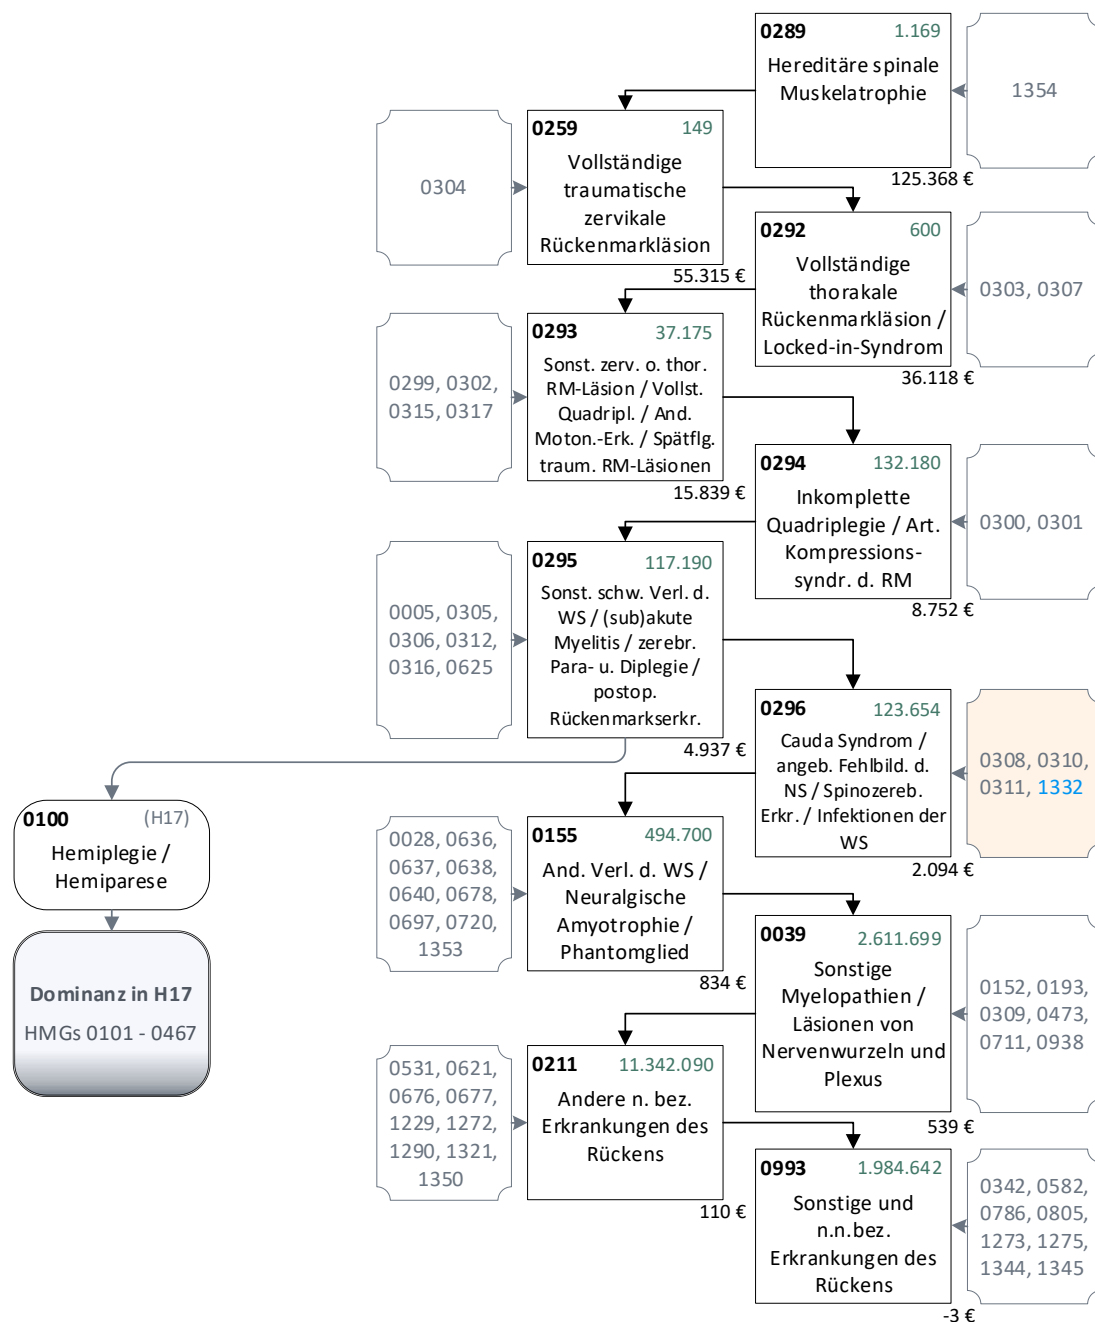 0289 1.169
Hereditäre spinale
Muskelatrophie
125.368 €
1354
0259 149
Vollständige
traumatische
zervikale
Rückenmarkläsion
55.315 €
0304
0292 600
Vollständige
thorakale
Rückenmarkläsion /
Locked-in-Syndrom
36.118 €
0303, 0307
0293 37.175
Sonst. zerv. o. thor.
RM-Läsion / Vollst.
Quadripl. / And.
Moton.-Erk. / Spätflg.
traum. RM-Läsionen
15.839 €
0299, 0302,
0315, 0317
0294 132.180
Inkomplette
Quadriplegie / Art.
Kompressions-
syndr. d. RM
8.752 €
0300, 0301
0295 117.190
Sonst. schw. Verl. d.
WS / (sub)akute
Myelitis / zerebr.
Para- u. Diplegie /
postop.
Rückenmarkserkr.
4.937 €
0005, 0305,
0306, 0312,
0316, 0625
0296 123.654
Cauda Syndrom /
angeb. Fehlbild. d.
NS / Spinozereb.
Erkr. / Infektionen der
WS
2.094 €
0308, 0310,
0311, 1332
0100 (H17)
Hemiplegie /
Hemiparese
Dominanz in H17
HMGs 0101 - 0467
0155 494.700
And. Verl. d. WS /
Neuralgische
Amyotrophie /
Phantomglied
834 €
0028, 0636,
0637, 0638,
0640, 0678,
0697, 0720,
1353
0039 2.611.699
Sonstige
Myelopathien /
Läsionen von
Nervenwurzeln und
Plexus
539 €
0152, 0193,
0309, 0473,
0711, 0938
0211 11.342.090
Andere n. bez.
Erkrankungen des
Rückens
110 €
0531, 0621,
0676, 0677,
1229, 1272,
1290, 1321,
1350
0993 1.984.642
Sonstige und
n.n.bez.
Erkrankungen des
Rückens
-3 €
0342, 0582,
0786, 0805,
1273, 1275,
1344, 1345